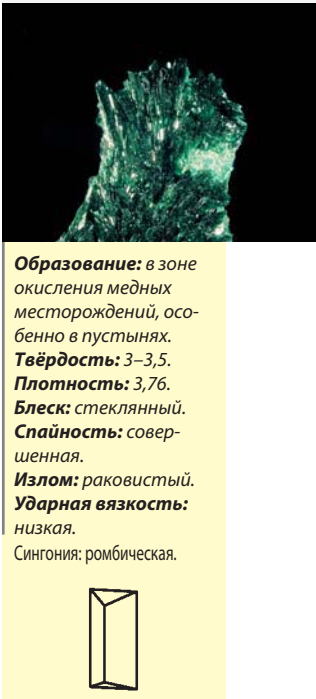 Образование: в зоне
окисления медных
месторождений, осо-
бенно в пустынях.
Твёрдость: 3–3,5.
Плотность: 3,76.
Блеск: стеклянный.
Спайность: совер-
шенная.
Излом: раковистый.
Ударная вязкость:
низкая.
Сингония: ромбическая.